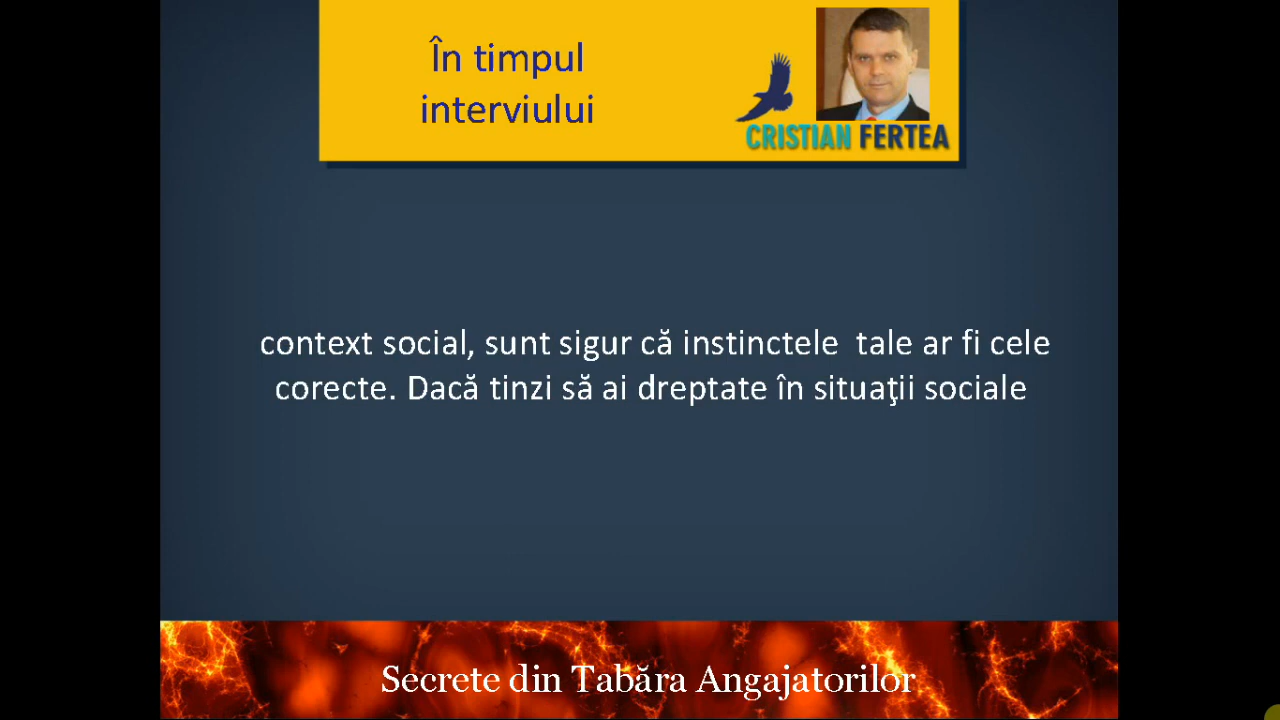 În timpul
interviului
CRISTIAN FERTEA
context social, sunt sigur că instinctele  tale ar fi cele
corecte. Dacă tinzi să ai dreptate în situaţii sociale
Secrete din Tabăra Angajatorilor